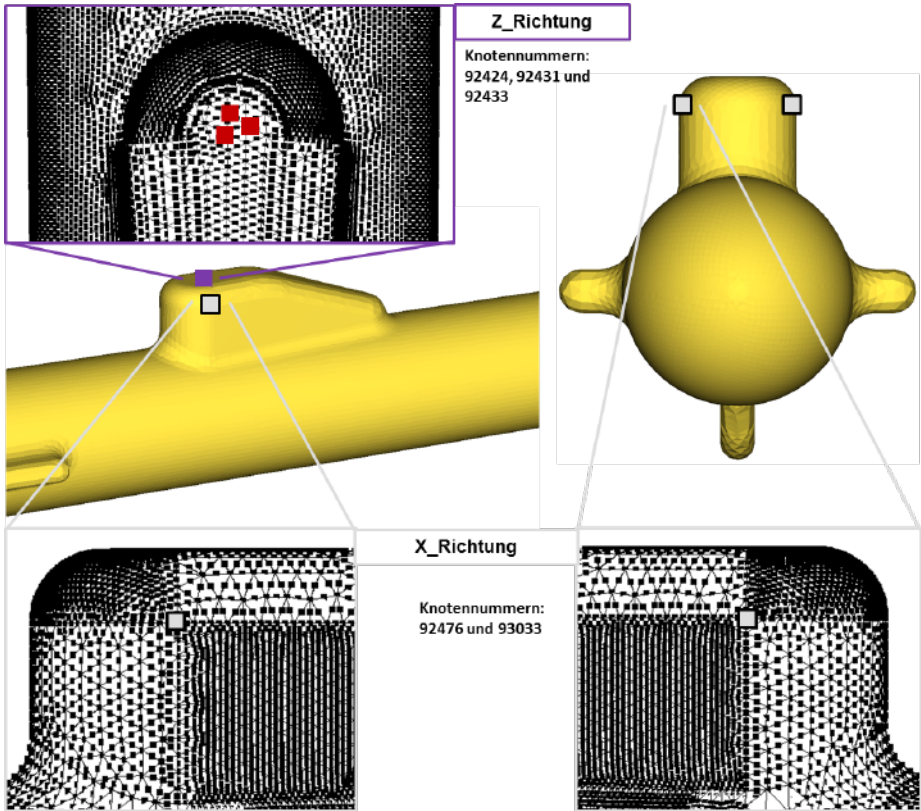 Z_Richtung
Knotennummern:
92424, 92431 und
92433
X_Richtung
Knotennummern:
92476 und 93033